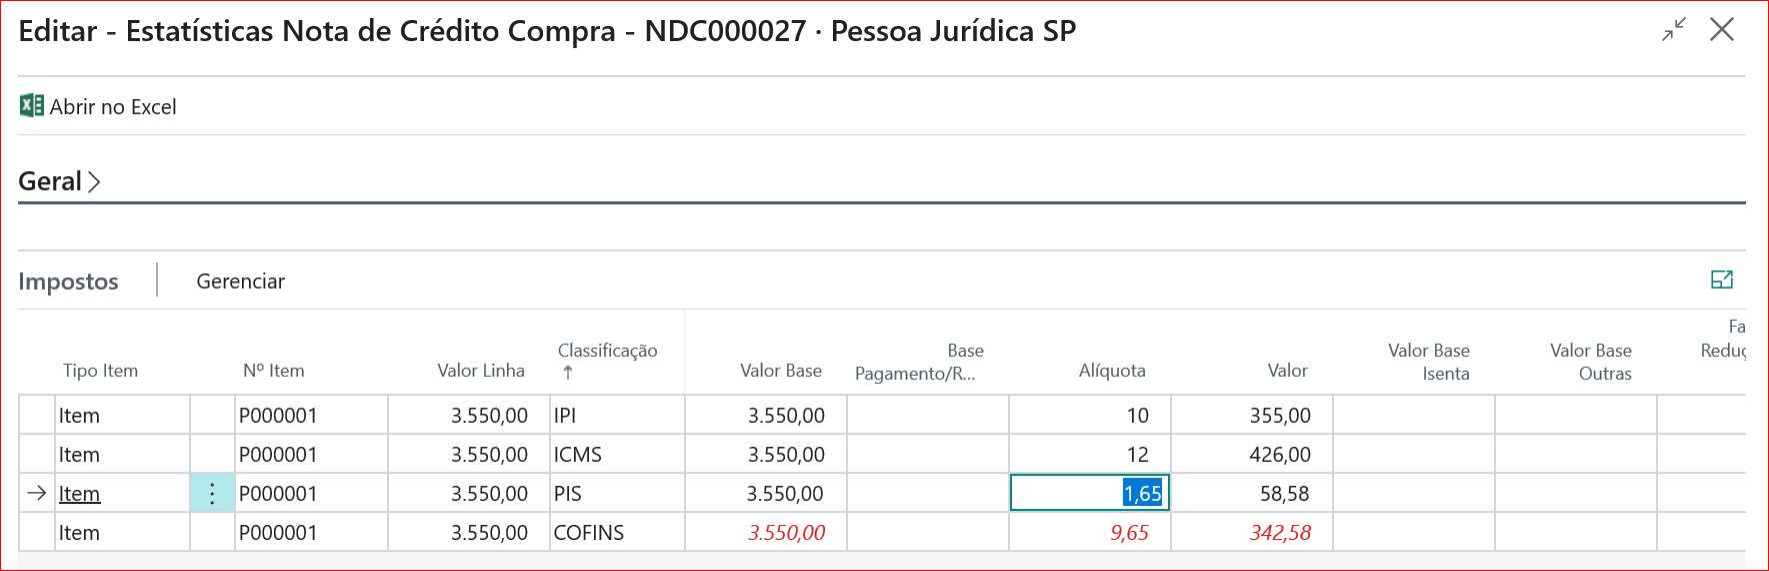 Editar - Estatísticas Nota de Crédito Compra - NDC000027 · Pessoa Jurídica SP
Abrir no Excel
Geral
Impostos Gerenciar
Tipo Item Nº Item Valor Linha Classificação ↑ Valor Base Base Pagamento/R... Alíquota Valor Valor Base Isenta Valor Base Outras Fa Reduç
Item P000001 3.550,00 IPI 3.550,00 10 355,00
Item P000001 3.550,00 ICMS 3.550,00 12 426,00
Item P000001 3.550,00 PIS 3.550,00 1,65 58,58
Item P000001 3.550,00 COFINS 3.550,00 9,65 342,58